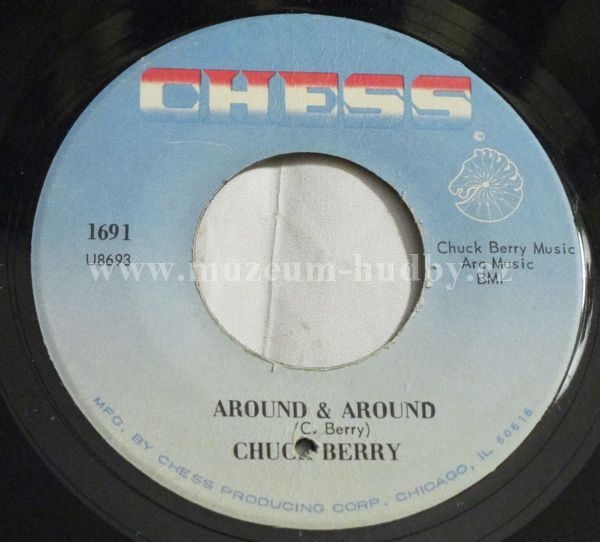 CHESS
©
1691
U8693
Chuck Berry Music
Arc Music
BMI
www.muzeum-hudby.cz
AROUND & AROUND
(C. Berry)
CHUCK BERRY
MFG. BY CHESS PRODUCING CORP. CHICAGO, IL 60616